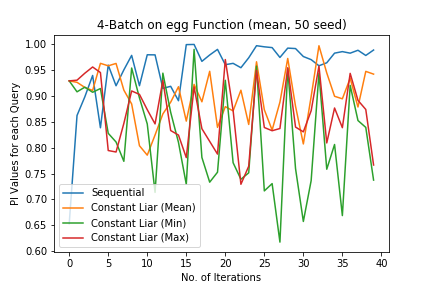 4-Batch on egg Function (mean, 50 seed)
PI Values for each Query
1.00
0.95
0.90
0.85
0.80
0.75
0.70
0.65
0.60
Sequential
Constant Liar (Mean)
Constant Liar (Min)
Constant Liar (Max)
0 5 10 15 20 25 30 35 40
No. of Iterations